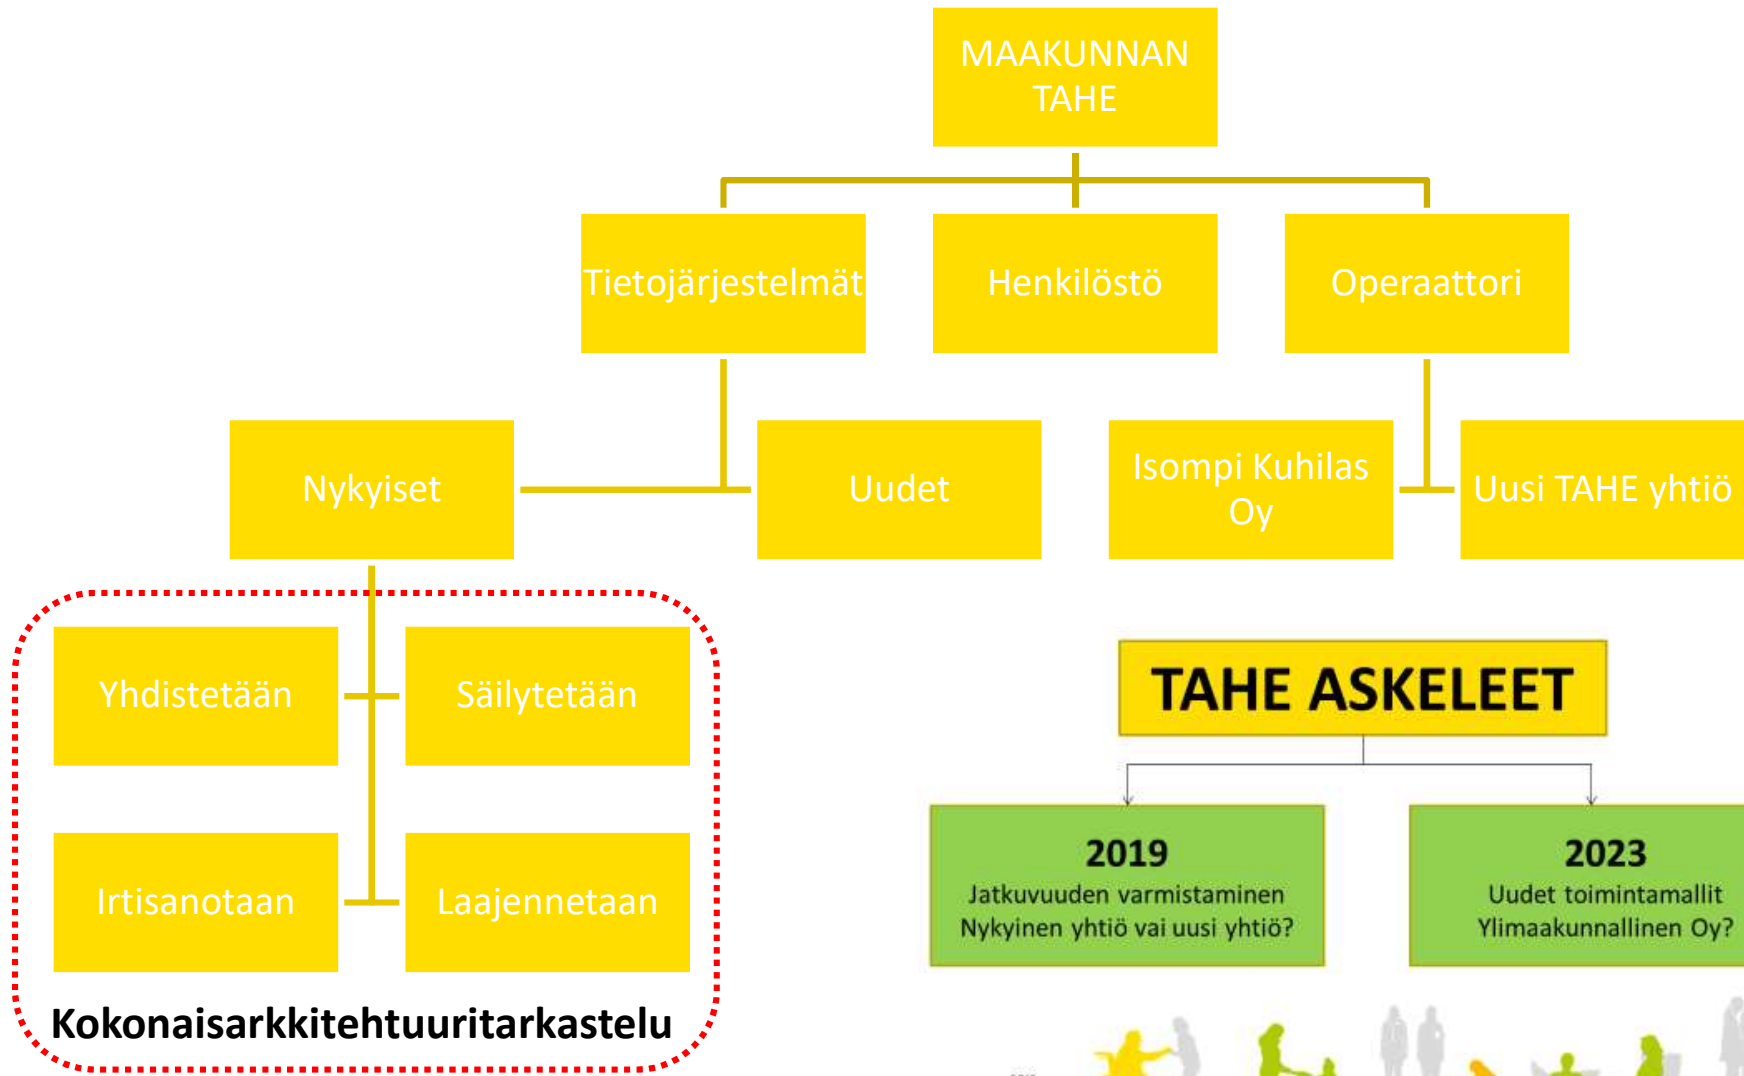 MAAKUNNAN
TAHE
Tietojärjestelmät
Henkilöstö
Operaattori
Nykyiset
Uudet
Isompi Kuhilas
Oy
Uusi TAHE yhtiö
Yhdistetään
Säilytetään
Irtisanotaan
Laajennetaan
Kokonaisarkkitehtuuritarkastelu
TAHE ASKELEET
2019
Jatkuvuuden varmistaminen
Nykyinen yhtiö vai uusi yhtiö?
2023
Uudet toimintamallit
Ylimaakunnallinen Oy?